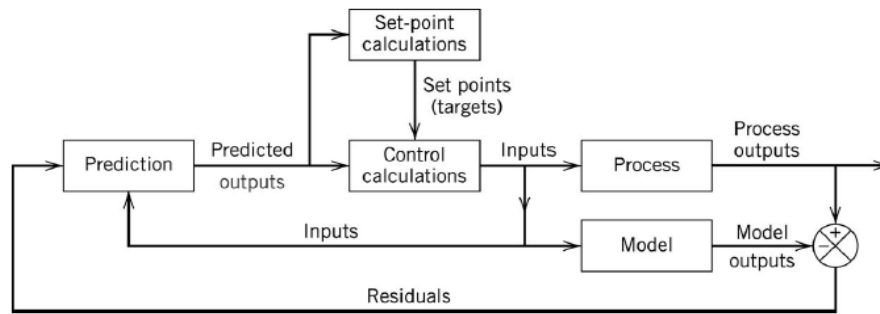 Set-point
calculations
Set points
(targets)
Prediction
Predicted
outputs
Control
calculations
Inputs
Process
Process
outputs
Inputs
Model
Model
outputs
+
−
Residuals